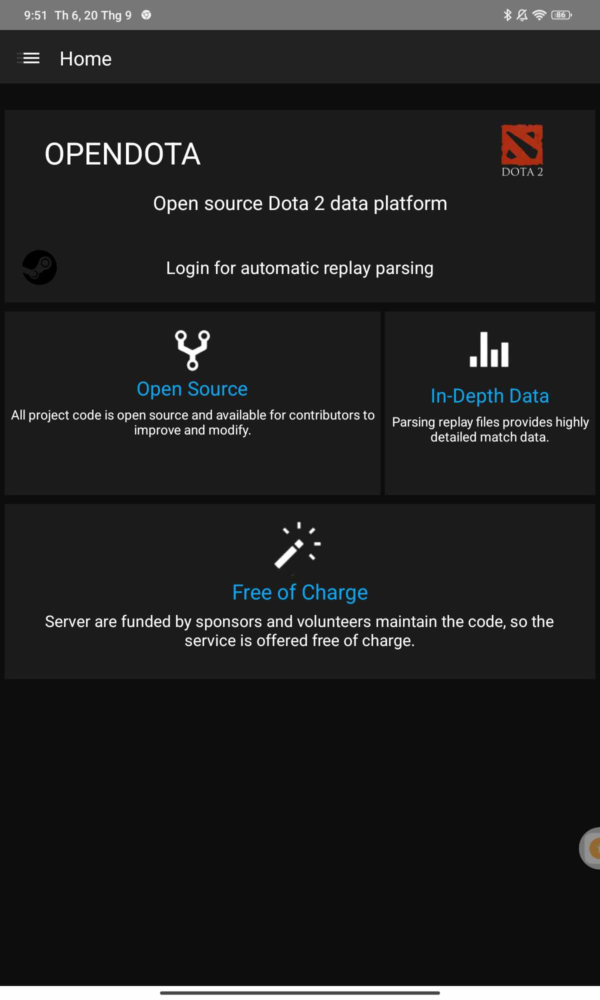 9:51 Th 6, 20 Thg 9
86
Home
OPENDOTA
DOTA 2
Open source Dota 2 data platform
Login for automatic replay parsing
Open Source
All project code is open source and available for contributors to
improve and modify.
In-Depth Data
Parsing replay files provides highly
detailed match data.
Free of Charge
Server are funded by sponsors and volunteers maintain the code, so the
service is offered free of charge.